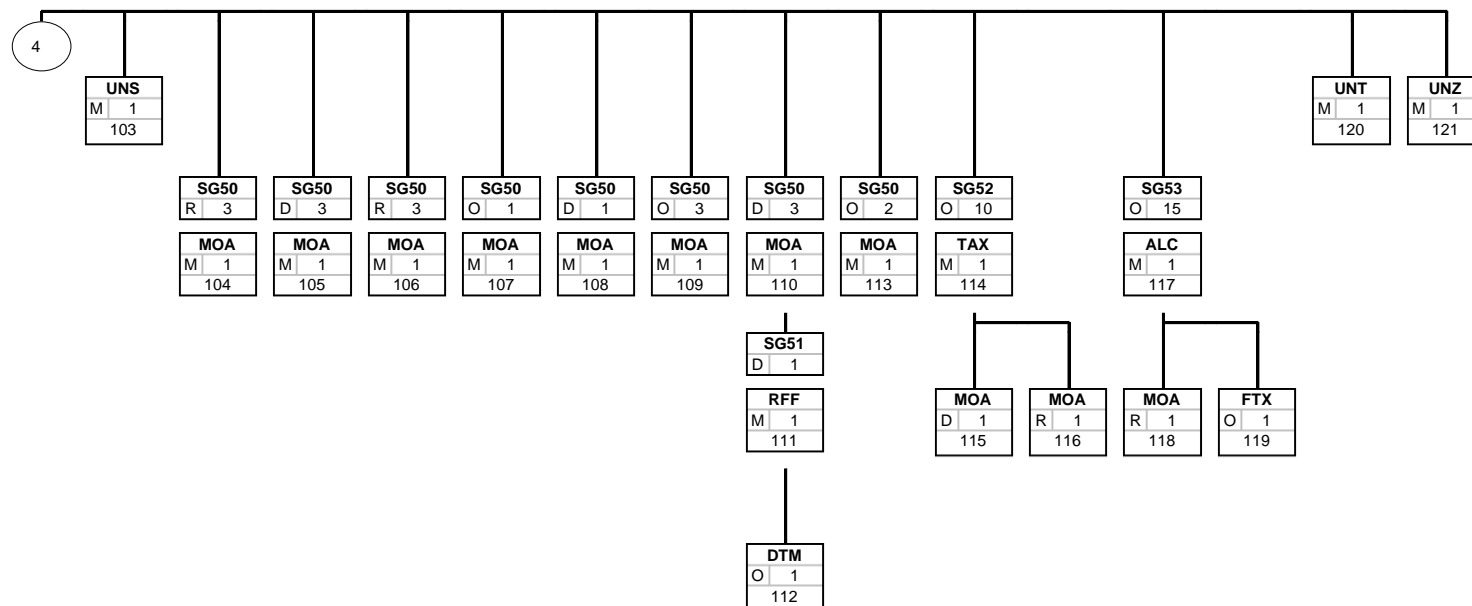 4
UNS
M 1
103
UNT
M 1
120
UNZ
M 1
121
SG50
R 3
SG50
D 3
SG50
R 3
SG50
O 1
SG50
D 1
SG50
O 3
SG50
D 3
SG50
O 2
SG52
O 10
SG53
O 15
MOA
M 1
104
MOA
M 1
105
MOA
M 1
106
MOA
M 1
107
MOA
M 1
108
MOA
M 1
109
MOA
M 1
110
MOA
M 1
113
TAX
M 1
114
ALC
M 1
117
SG51
D 1
RFF
M 1
111
MOA
D 1
115
MOA
R 1
116
MOA
R 1
118
FTX
O 1
119
DTM
O 1
112